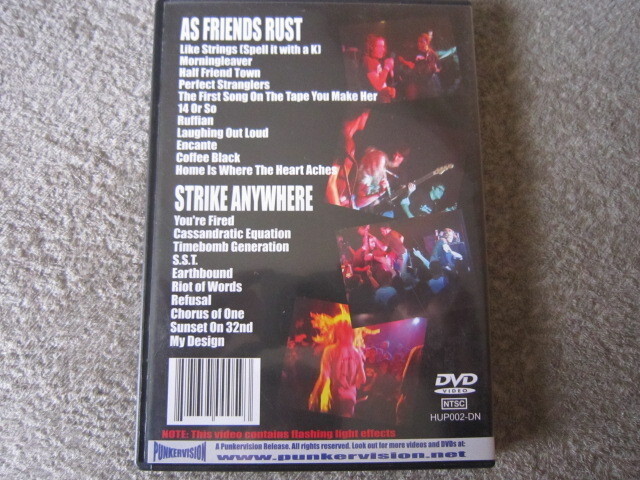 AS FRIENDS RUST
Like Strings (Spell it with a K)
Morningleaver
Half Friend Town
Perfect Stranglers
The First Song On The Tape You Make Her
14 Or So
Ruffian
Laughing Out Loud
Encante
Coffee Black
Home Is Where The Heart Aches
STRIKE ANYWHERE
You're Fired
Cassandratic Equation
Timebomb Generation
S.S.T.
Earthbound
Riot of Words
Refusal
Chorus of One
Sunset On 32nd
My Design
DVD
VIDEO
NTSC
HUP002-DN
NOTE: This video contains flashing light effects
PUNKERVISION
A Punkervision Release. All rights reserved. Look out for more videos and DVDs at:
www.punkervision.net